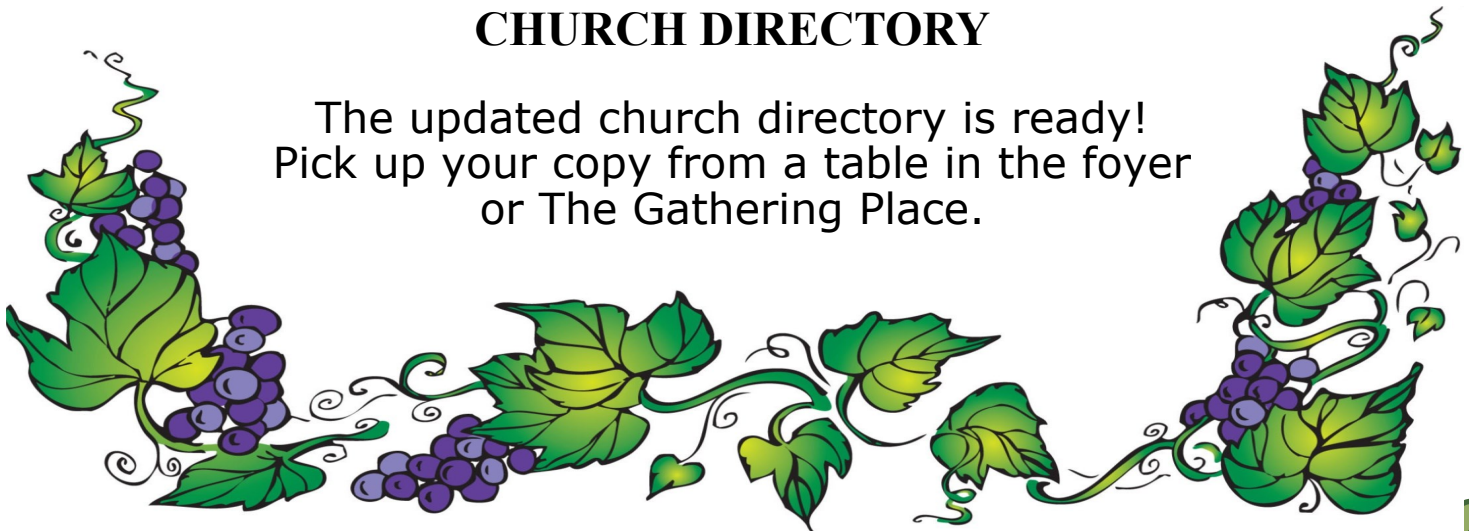 CHURCH DIRECTORY
The updated church directory is ready!
Pick up your copy from a table in the foyer
or The Gathering Place.